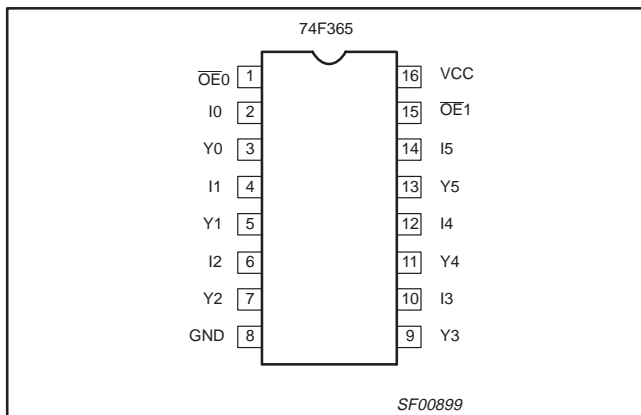 74F365
OE0 1 16 VCC
I0 2 15 OE1
Y0 3 14 I5
I1 4 13 Y5
Y1 5 12 I4
I2 6 11 Y4
Y2 7 10 I3
GND 8 9 Y3
SF00899